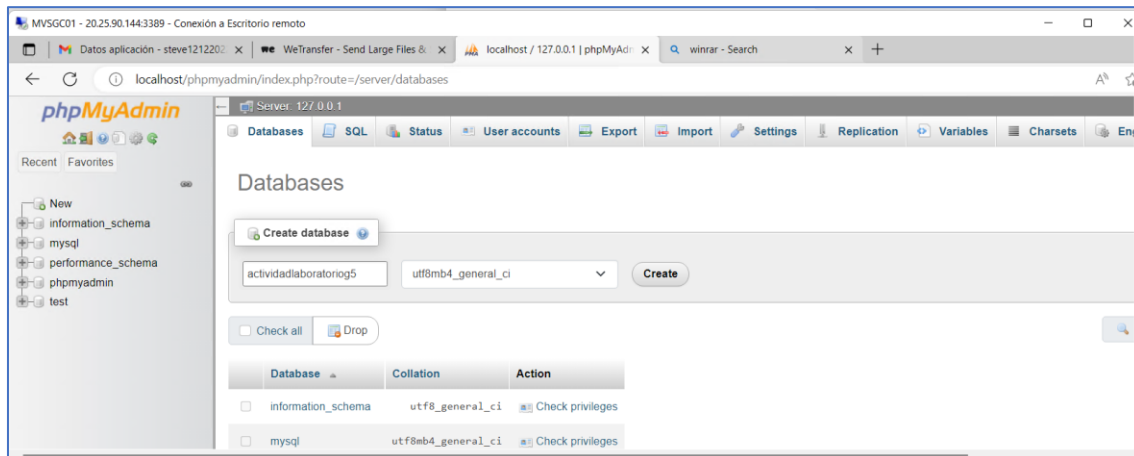 MVSGC01 - 20.25.90.144:3389 - Conexión a Escritorio remoto
Datos aplicación - steve1212202
WeTransfer - Send Large Files &
localhost / 127.0.0.1 | phpMyAdm
winrar - Search
localhost/phpmyadmin/index.php?route=/server/databases
phpMyAdmin
Recent Favorites
New
information_schema
mysql
performance_schema
phpmyadmin
test
Server: 127.0.0.1
Databases SQL Status User accounts Export Import Settings Replication Variables Charsets En
Databases
Create database
actividadlaboratoriog5 utf8mb4_general_ci Create
Check all Drop
Database Collation Action
information_schema utf8_general_ci Check privileges
mysql utf8mb4_general_ci Check privileges